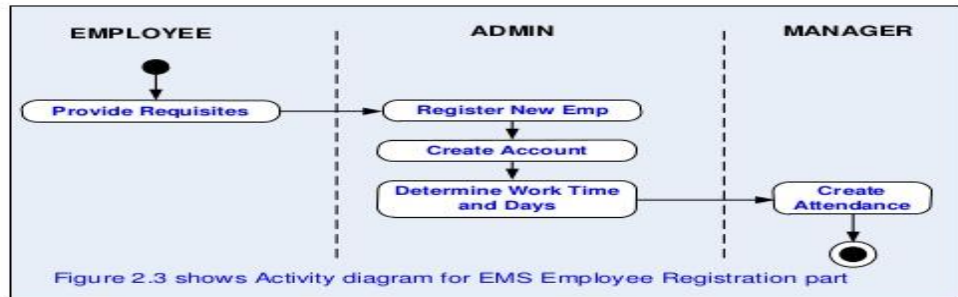 EMPLOYEE
ADMIN
MANAGER
Provide Requisites
Register New Emp
Create Account
Determine Work Time
and Days
Create
Attendance
Figure 2.3 shows Activity diagram for EMS Employee Registration part